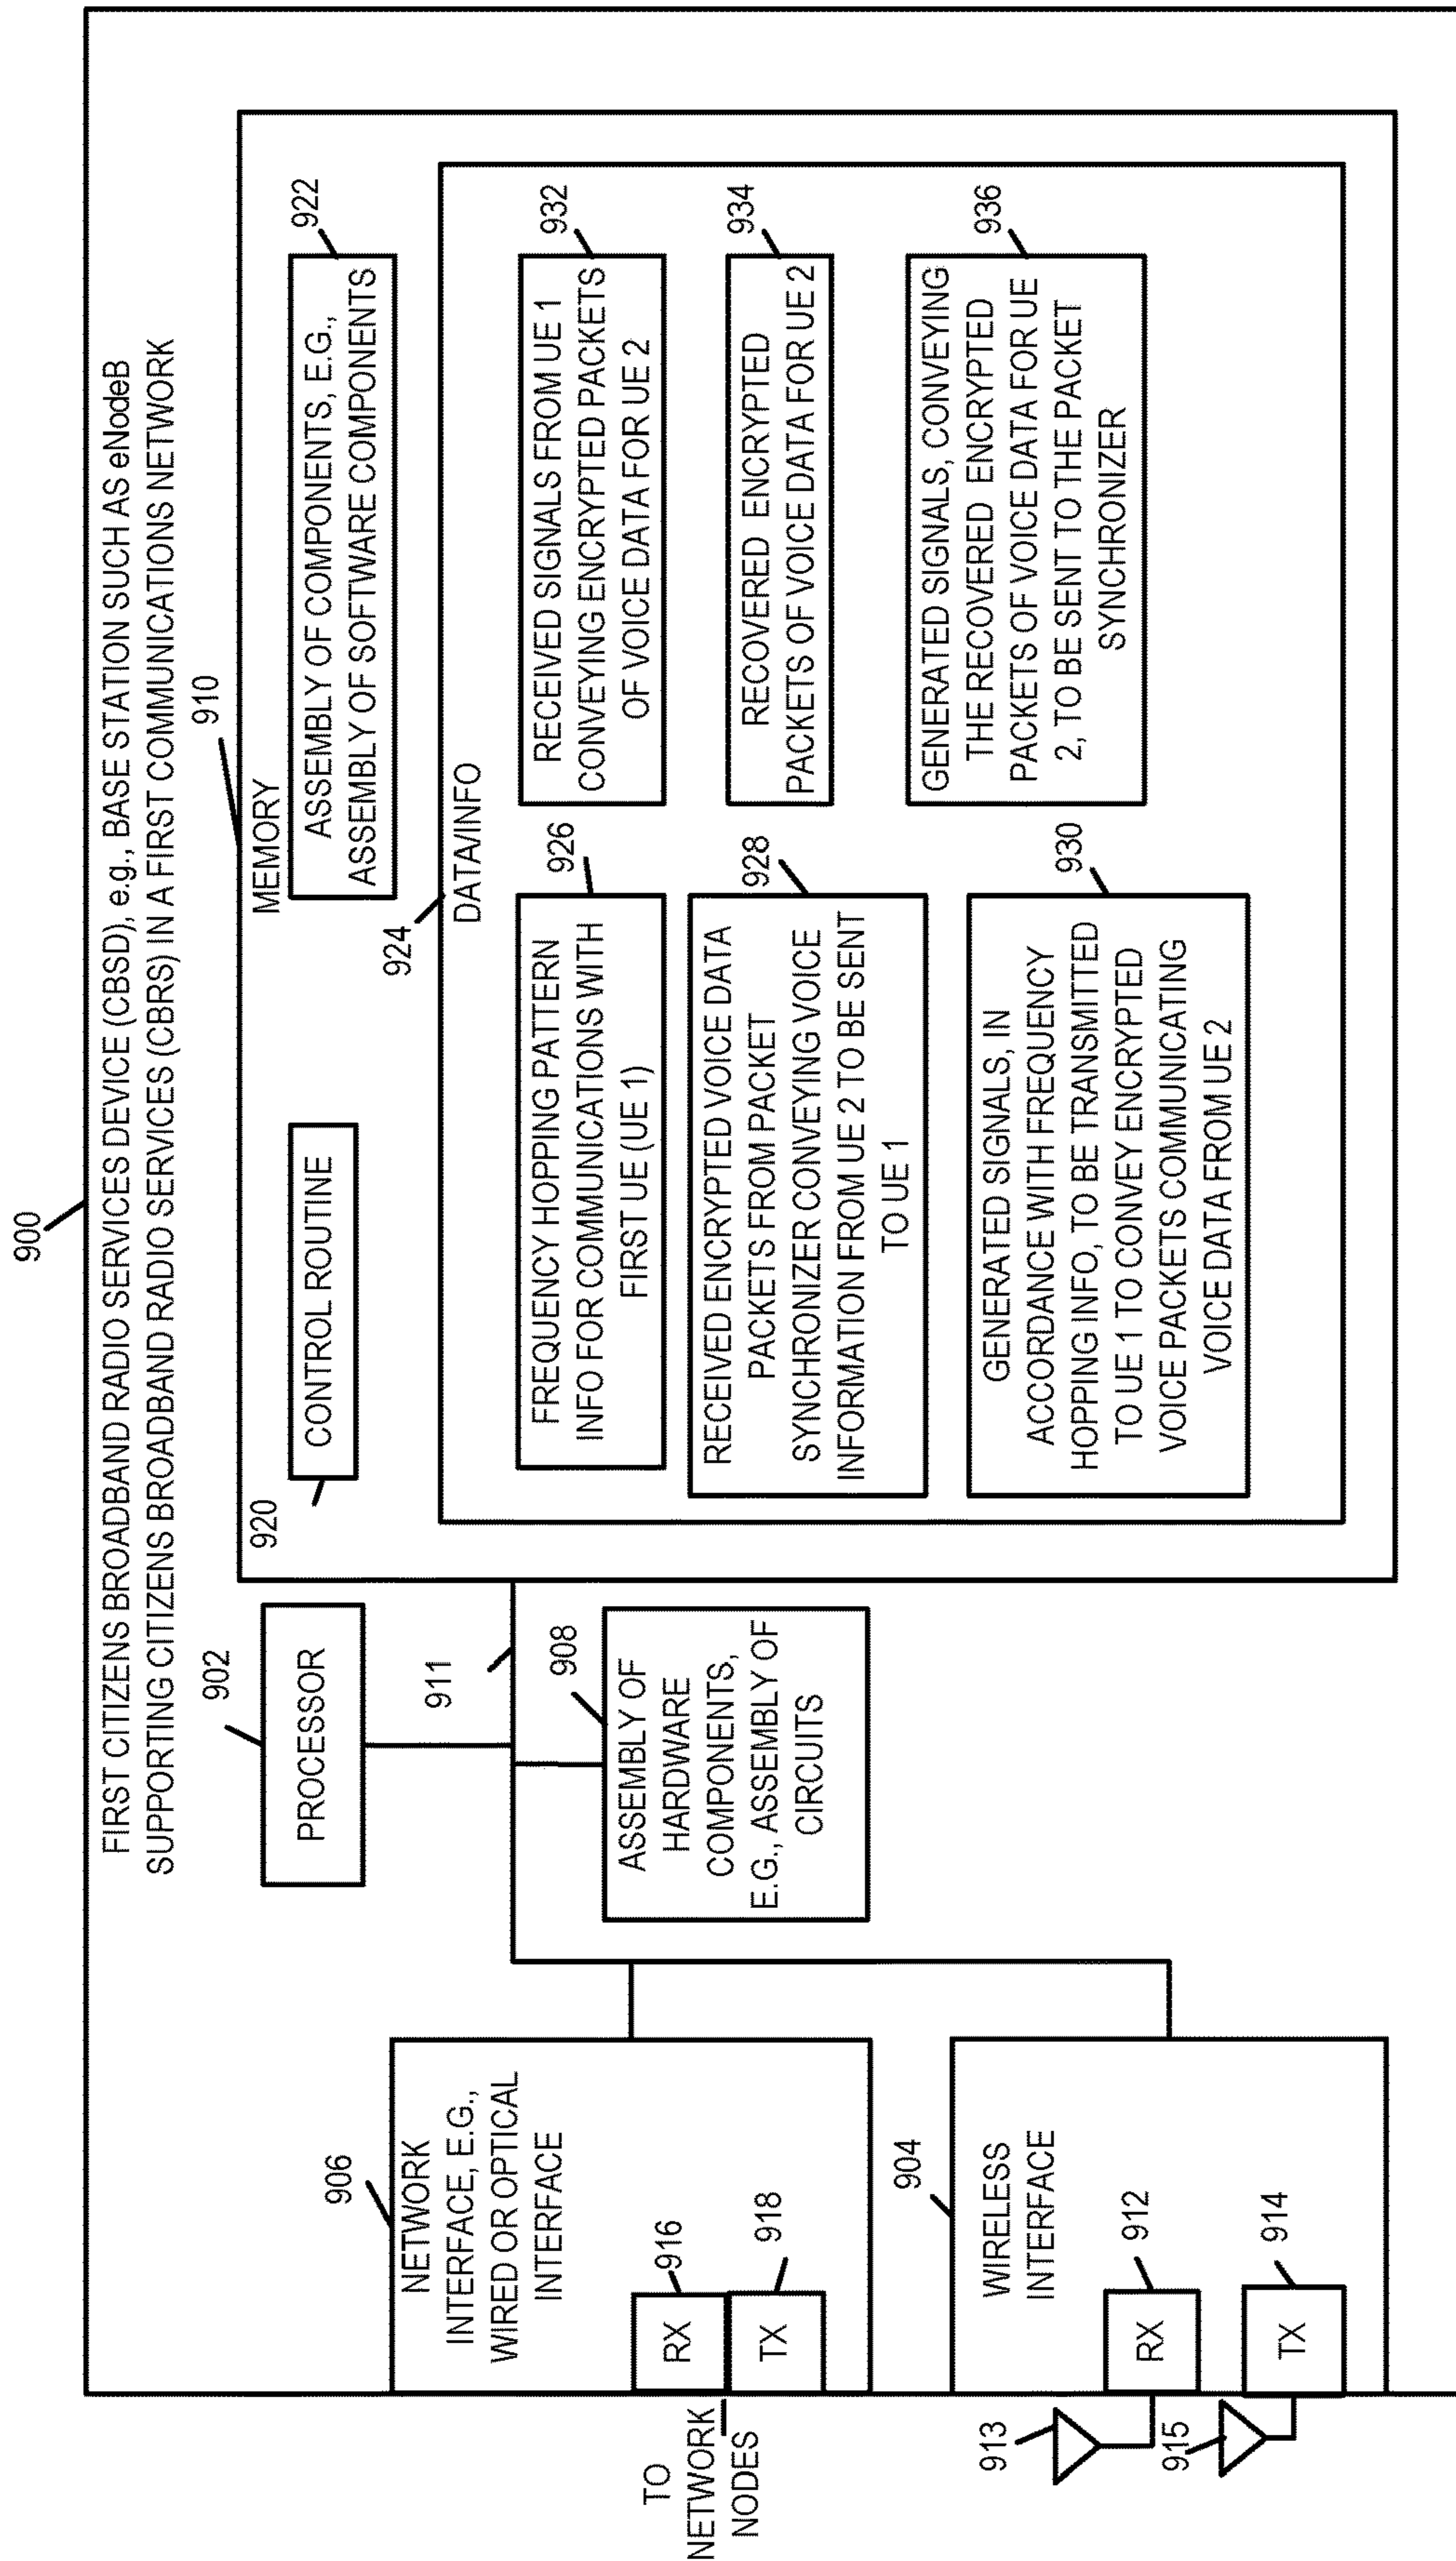 900
FIRST CITIZENS BROADBAND RADIO SERVICES DEVICE (CBSD), e.g., BASE STATION SUCH AS eNodeB
SUPPORTING CITIZENS BROADBAND RADIO SERVICES (CBRS) IN A FIRST COMMUNICATIONS NETWORK
906
NETWORK
INTERFACE, E.G.,
WIRED OR OPTICAL
INTERFACE
916
RX
918
TX
TO
NETWORK
NODES
904
WIRELESS
INTERFACE
912
RX
914
TX
913
915
902
PROCESSOR
911
908
ASSEMBLY OF
HARDWARE
COMPONENTS,
E.G., ASSEMBLY OF
CIRCUITS
910
MEMORY
920
CONTROL ROUTINE
922
ASSEMBLY OF COMPONENTS, E.G.,
ASSEMBLY OF SOFTWARE COMPONENTS
924
DATA/INFO
926
FREQUENCY HOPPING PATTERN
INFO FOR COMMUNICATIONS WITH
FIRST UE (UE 1)
928
RECEIVED ENCRYPTED VOICE DATA
PACKETS FROM PACKET
SYNCHRONIZER CONVEYING VOICE
INFORMATION FROM UE 2 TO BE SENT
TO UE 1
930
GENERATED SIGNALS, IN
ACCORDANCE WITH FREQUENCY
HOPPING INFO, TO BE TRANSMITTED
TO UE 1 TO CONVEY ENCRYPTED
VOICE PACKETS COMMUNICATING
VOICE DATA FROM UE 2
932
RECEIVED SIGNALS FROM UE 1
CONVEYING ENCRYPTED PACKETS
OF VOICE DATA FOR UE 2
934
RECOVERED ENCRYPTED
PACKETS OF VOICE DATA FOR UE 2
936
GENERATED SIGNALS, CONVEYING
THE RECOVERED ENCRYPTED
PACKETS OF VOICE DATA FOR UE
2, TO BE SENT TO THE PACKET
SYNCHRONIZER